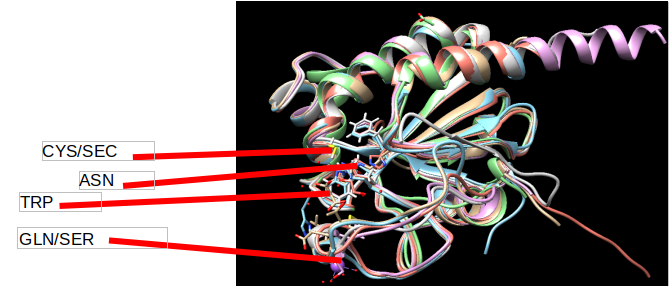 CYS/SEC
ASN
TRP
GLN/SER